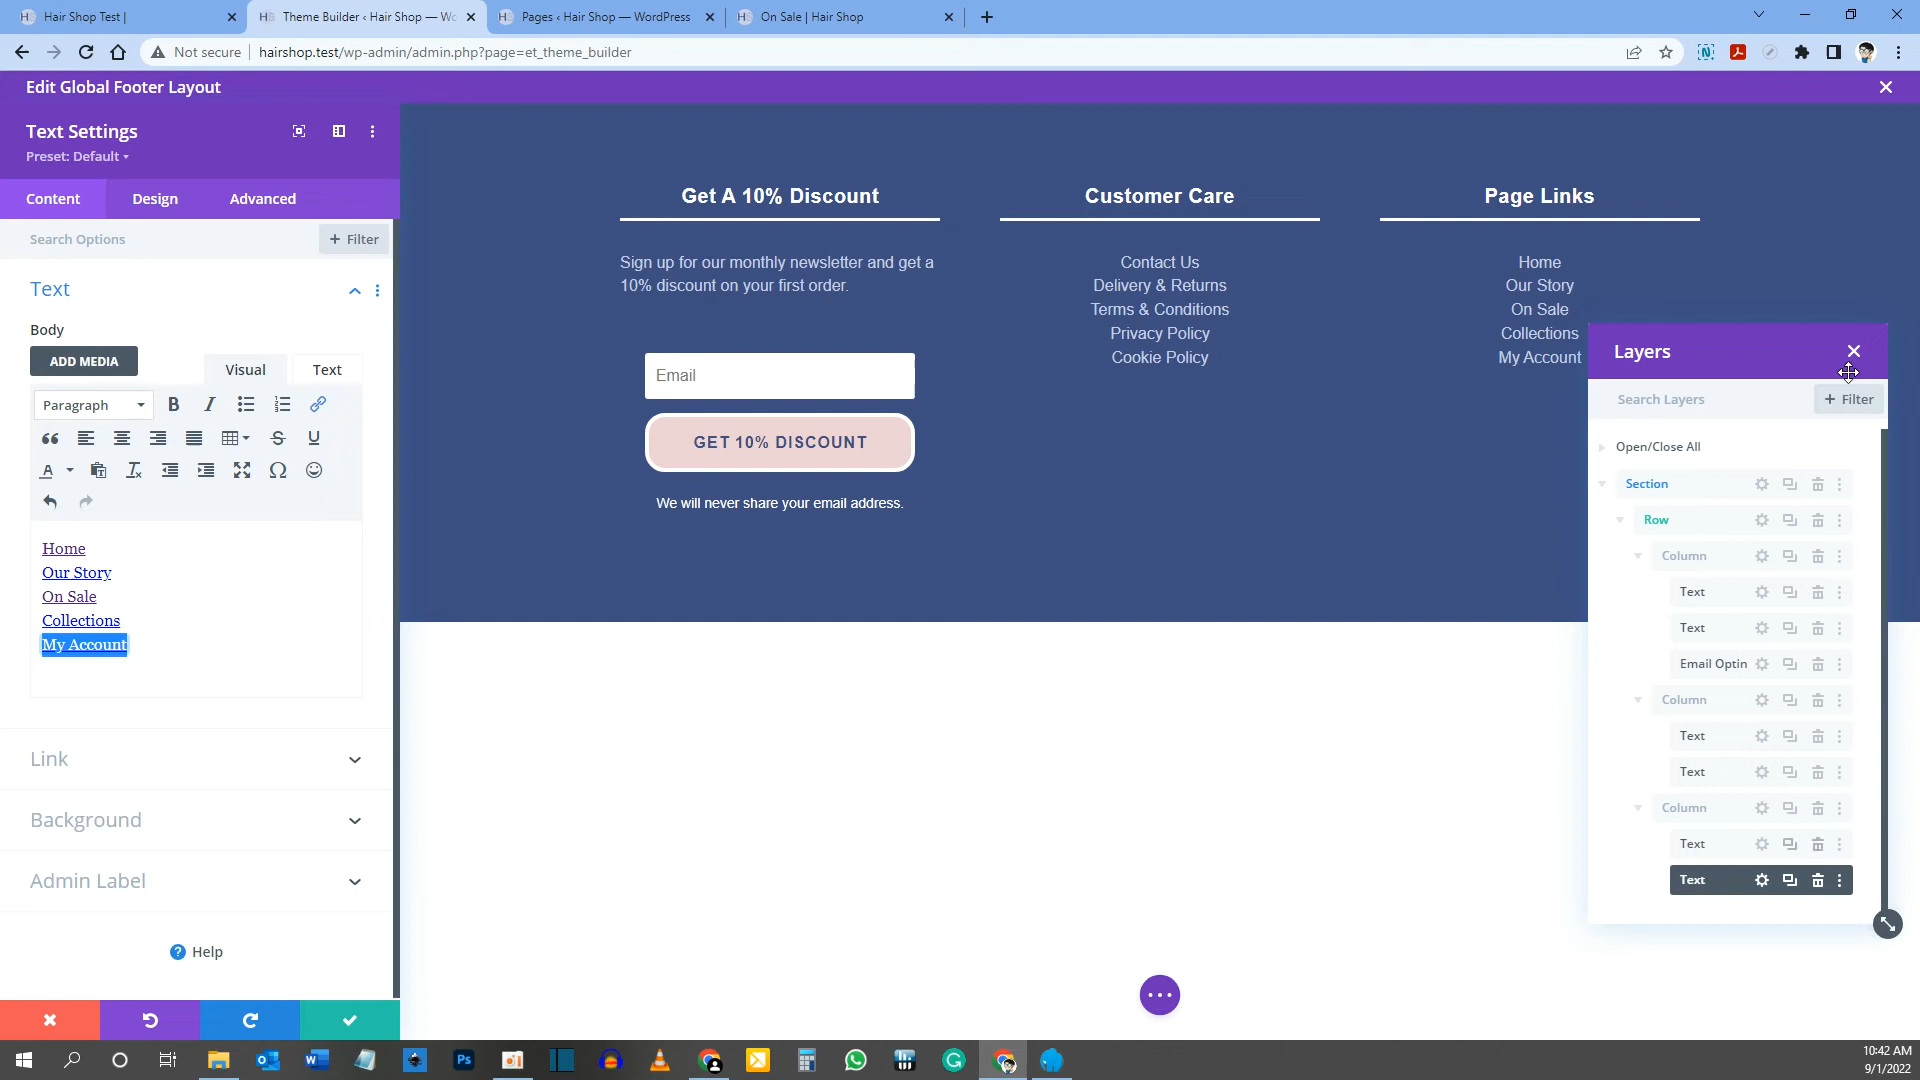 Hair Shop Test |
Theme Builder ‹ Hair Shop — Wo
Pages ‹ Hair Shop — WordPress
On Sale | Hair Shop
Not secure
hairshop.test/wp-admin/admin.php?page=et_theme_builder
Edit Global Footer Layout
Text Settings
Preset: Default
Content
Design
Advanced
Search Options
+ Filter
Text
Body
ADD MEDIA
Visual
Text
Paragraph
Home
Our Story
On Sale
Collections
My Account
Link
Background
Admin Label
Help
Get A 10% Discount
Sign up for our monthly newsletter and get a
10% discount on your first order.
Email
GET 10% DISCOUNT
We will never share your email address.
Customer Care
Contact Us
Delivery & Returns
Terms & Conditions
Privacy Policy
Cookie Policy
Page Links
Home
Our Story
On Sale
Collections
My Account
Layers
Search Layers
+ Filter
Open/Close All
Section
Row
Column
Text
Text
Email Optin
Column
Text
Text
Column
Text
Text
10:42 AM
9/1/2022